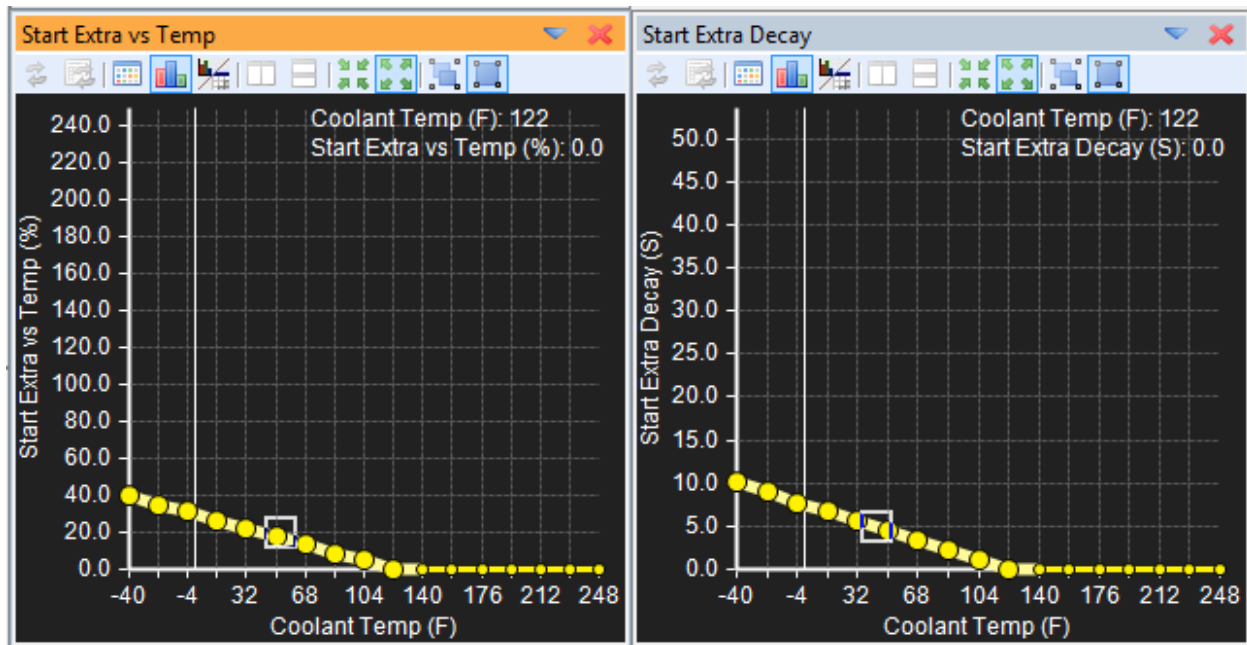 Start Extra vs Temp
Coolant Temp (F): 122
Start Extra vs Temp (%): 0.0
Start Extra vs Temp (%)
240.0
220.0
200.0
180.0
160.0
140.0
120.0
100.0
80.0
60.0
40.0
20.0
0.0
-40 -4 32 68 104 140 176 212 248
Coolant Temp (F)
Start Extra Decay
Coolant Temp (F): 122
Start Extra Decay (S): 0.0
Start Extra Decay (S)
50.0
45.0
40.0
35.0
30.0
25.0
20.0
15.0
10.0
5.0
0.0
-40 -4 32 68 104 140 176 212 248
Coolant Temp (F)